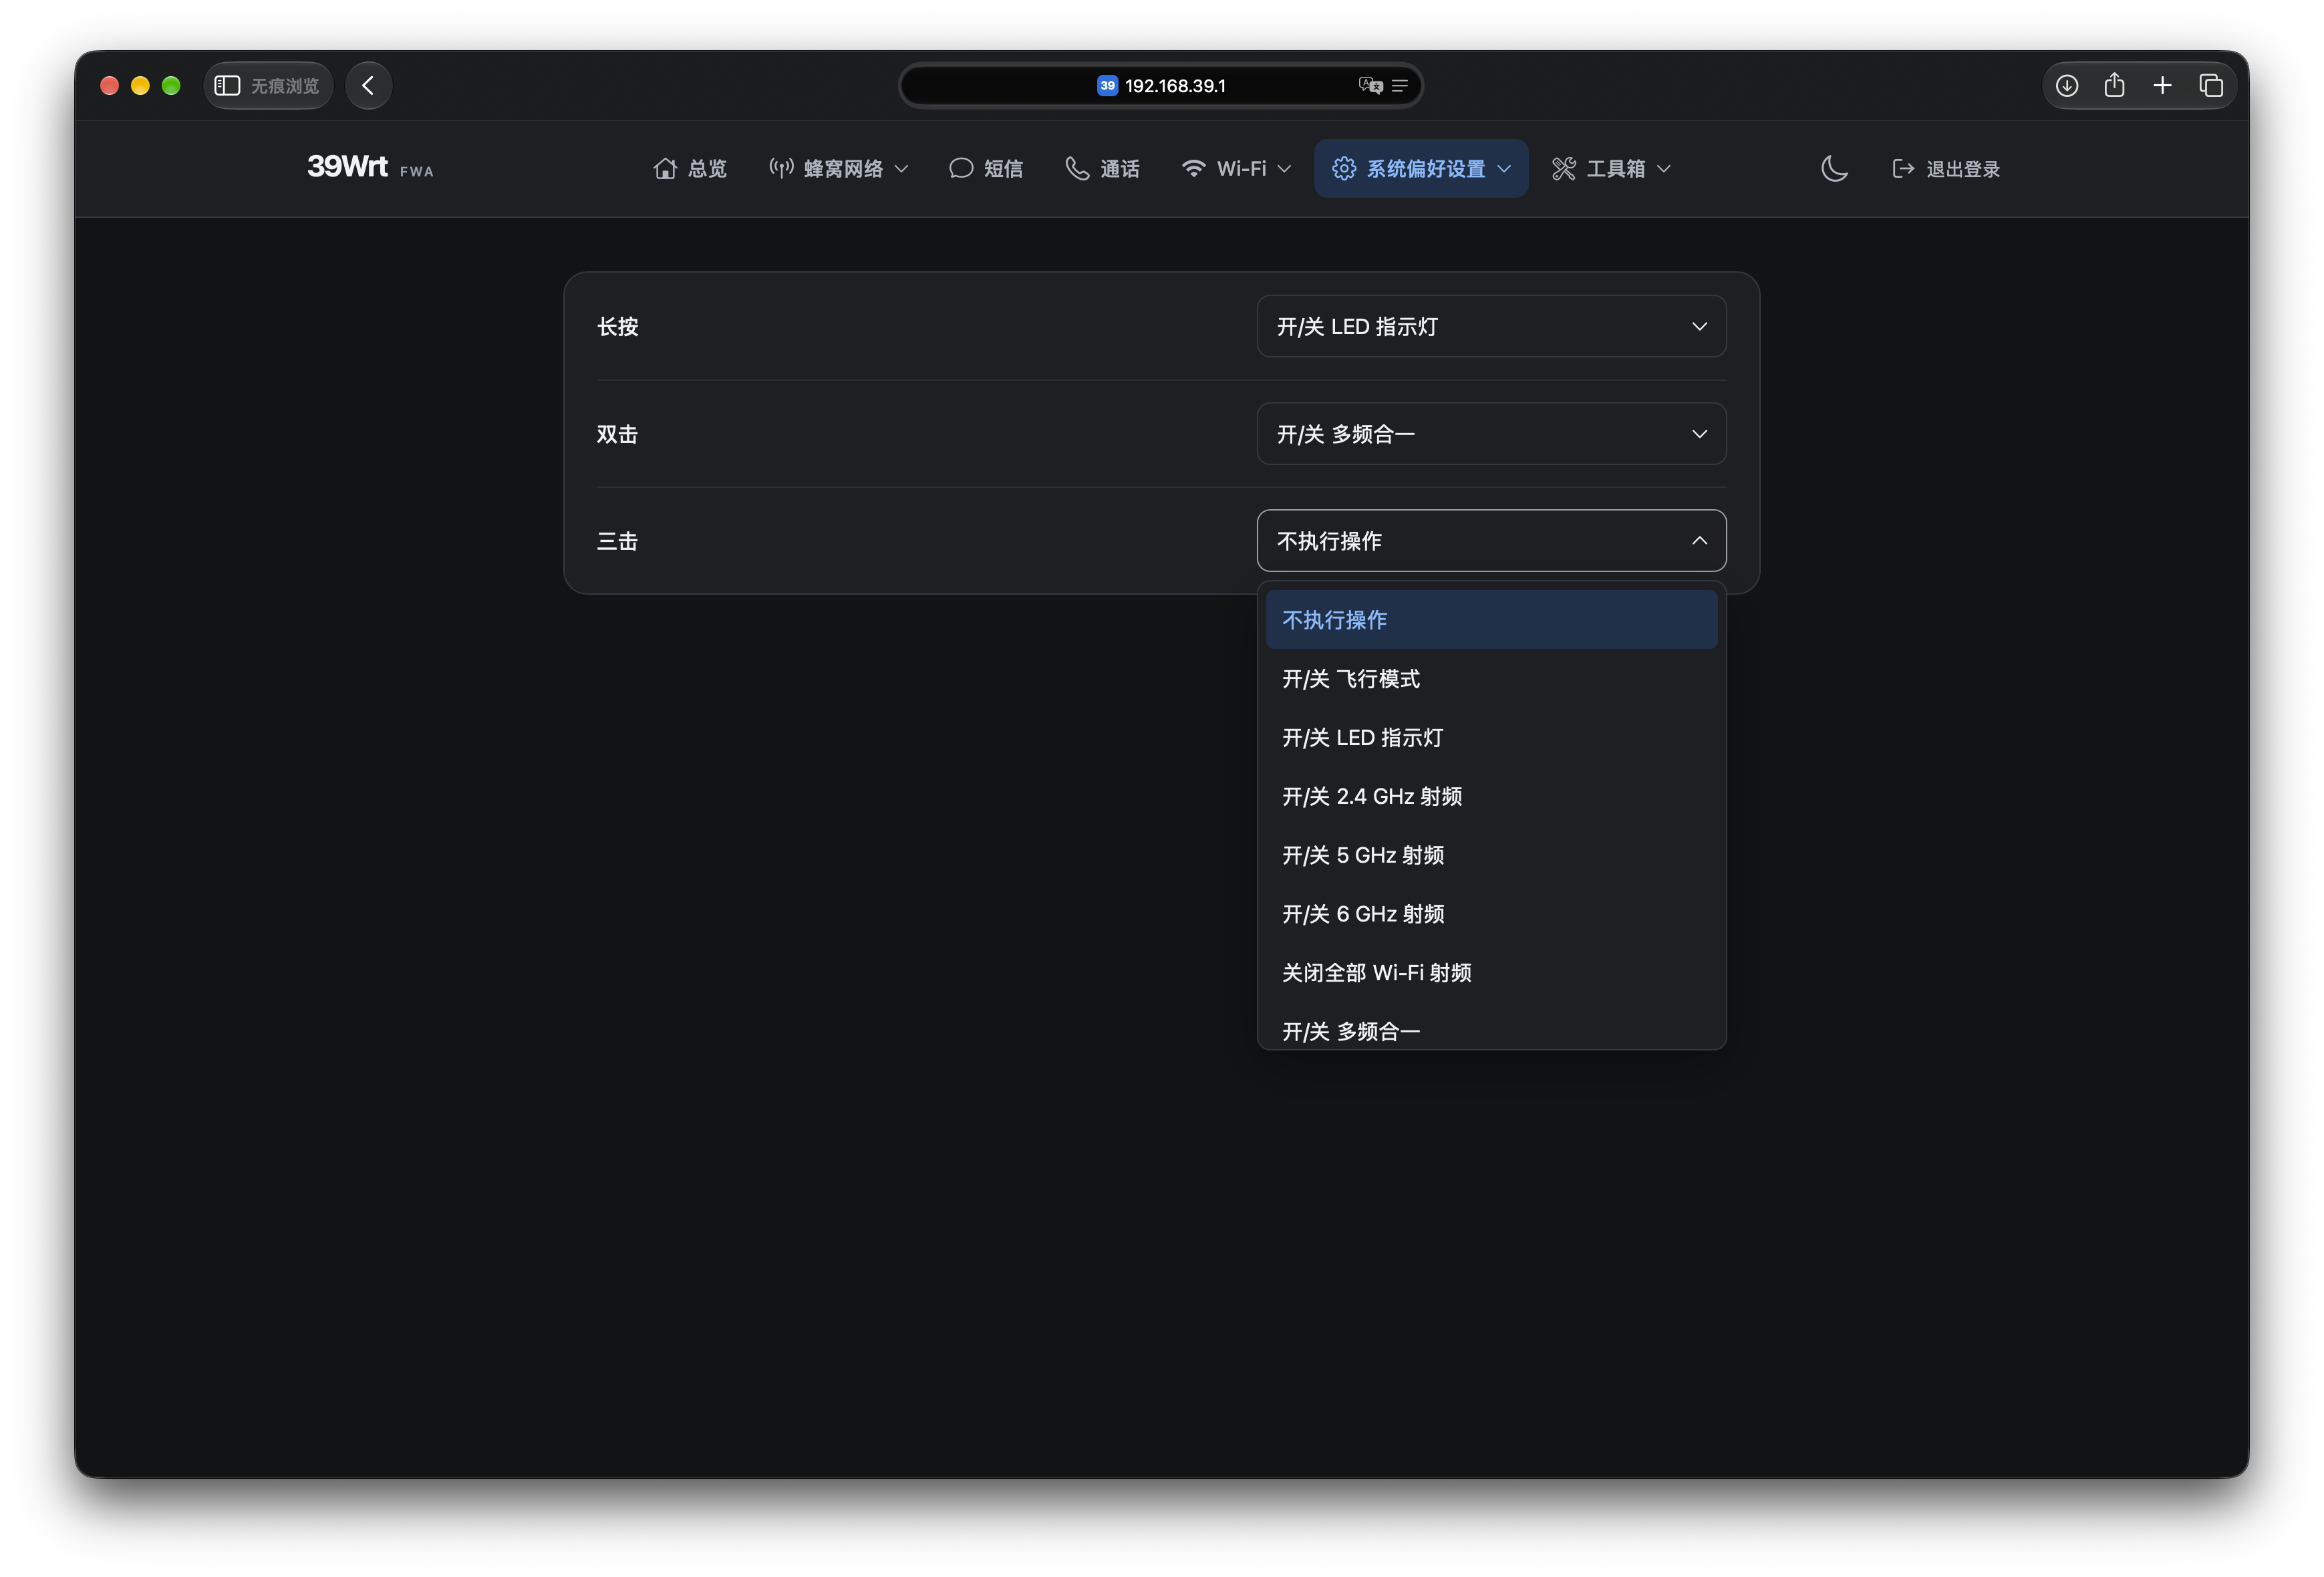 无痕浏览
39 192.168.39.1
39Wrt FWA
总览 蜂窝网络 短信 通话 Wi-Fi 系统偏好设置 工具箱 退出登录
长按 开/关 LED 指示灯
双击 开/关 多频合一
三击 不执行操作
不执行操作
开/关 飞行模式
开/关 LED 指示灯
开/关 2.4 GHz 射频
开/关 5 GHz 射频
开/关 6 GHz 射频
关闭全部 Wi-Fi 射频
开/关 多频合一